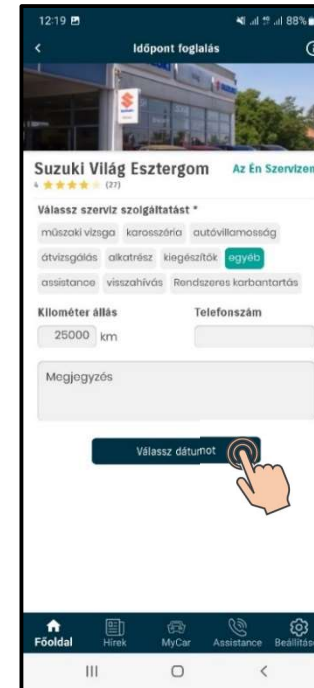 12:19 88%
Időpont foglalás
SUZUKI
Suzuki Világ Esztergom Az Én Szervizem
4 (27)
Válassz szerviz szolgáltatást *
műszaki vizsga karosszéria autóvillamosság
átvizsgálás alkatrész kiegészítők egyéb
assistance visszahívás Rendszeres karbantartás
Kilométer állás Telefonszám
25000 km
Megjegyzés
Válassz dátumot
Főoldal Hírek MyCar Assistance Beállítás